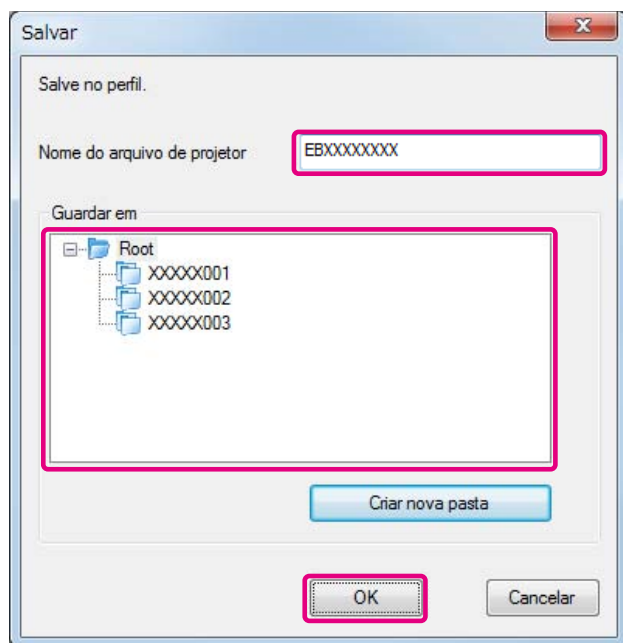 Salvar
Salve no perfil.
Nome do arquivo de projetor EBXXXXXXXX
Guardar em
Root
XXXXX001
XXXXX002
XXXXX003
Criar nova pasta
OK Cancelar